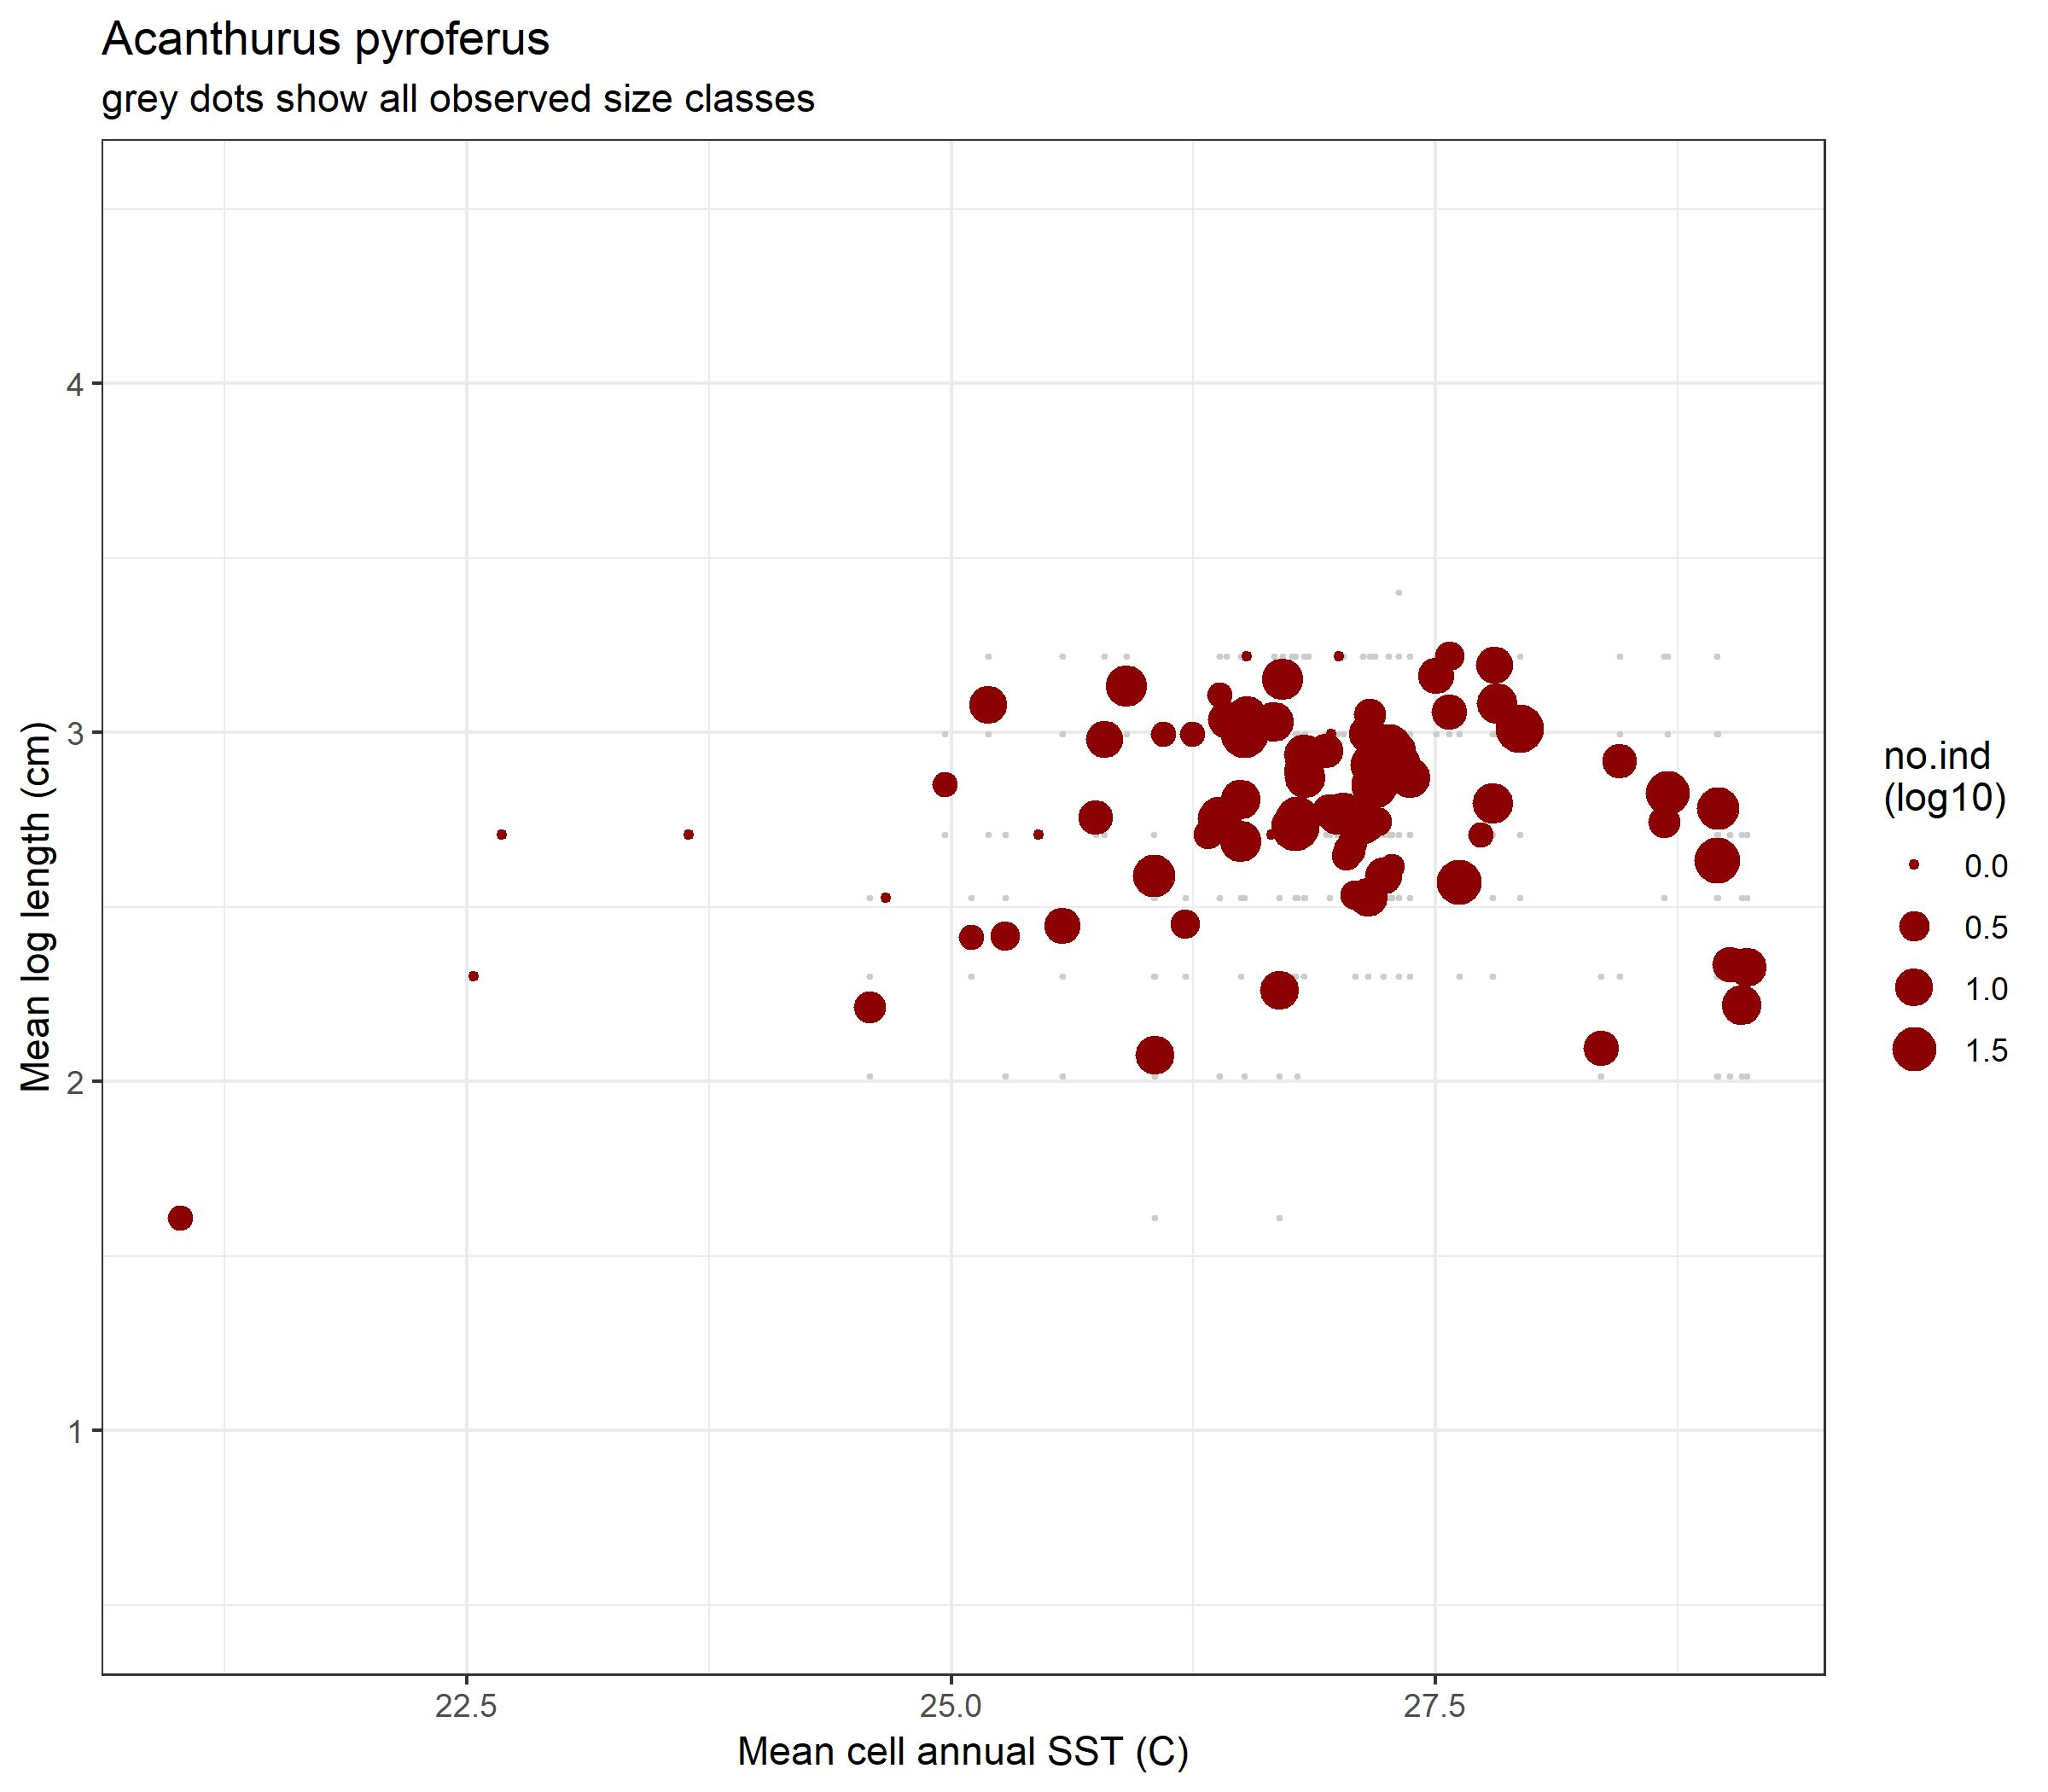 Acanthurus pyroferus
grey dots show all observed size classes
Mean log length (cm)
4
3
2
1
22.5
25.0
27.5
Mean cell annual SST (C)
no.ind
(log10)
0.0
0.5
1.0
1.5